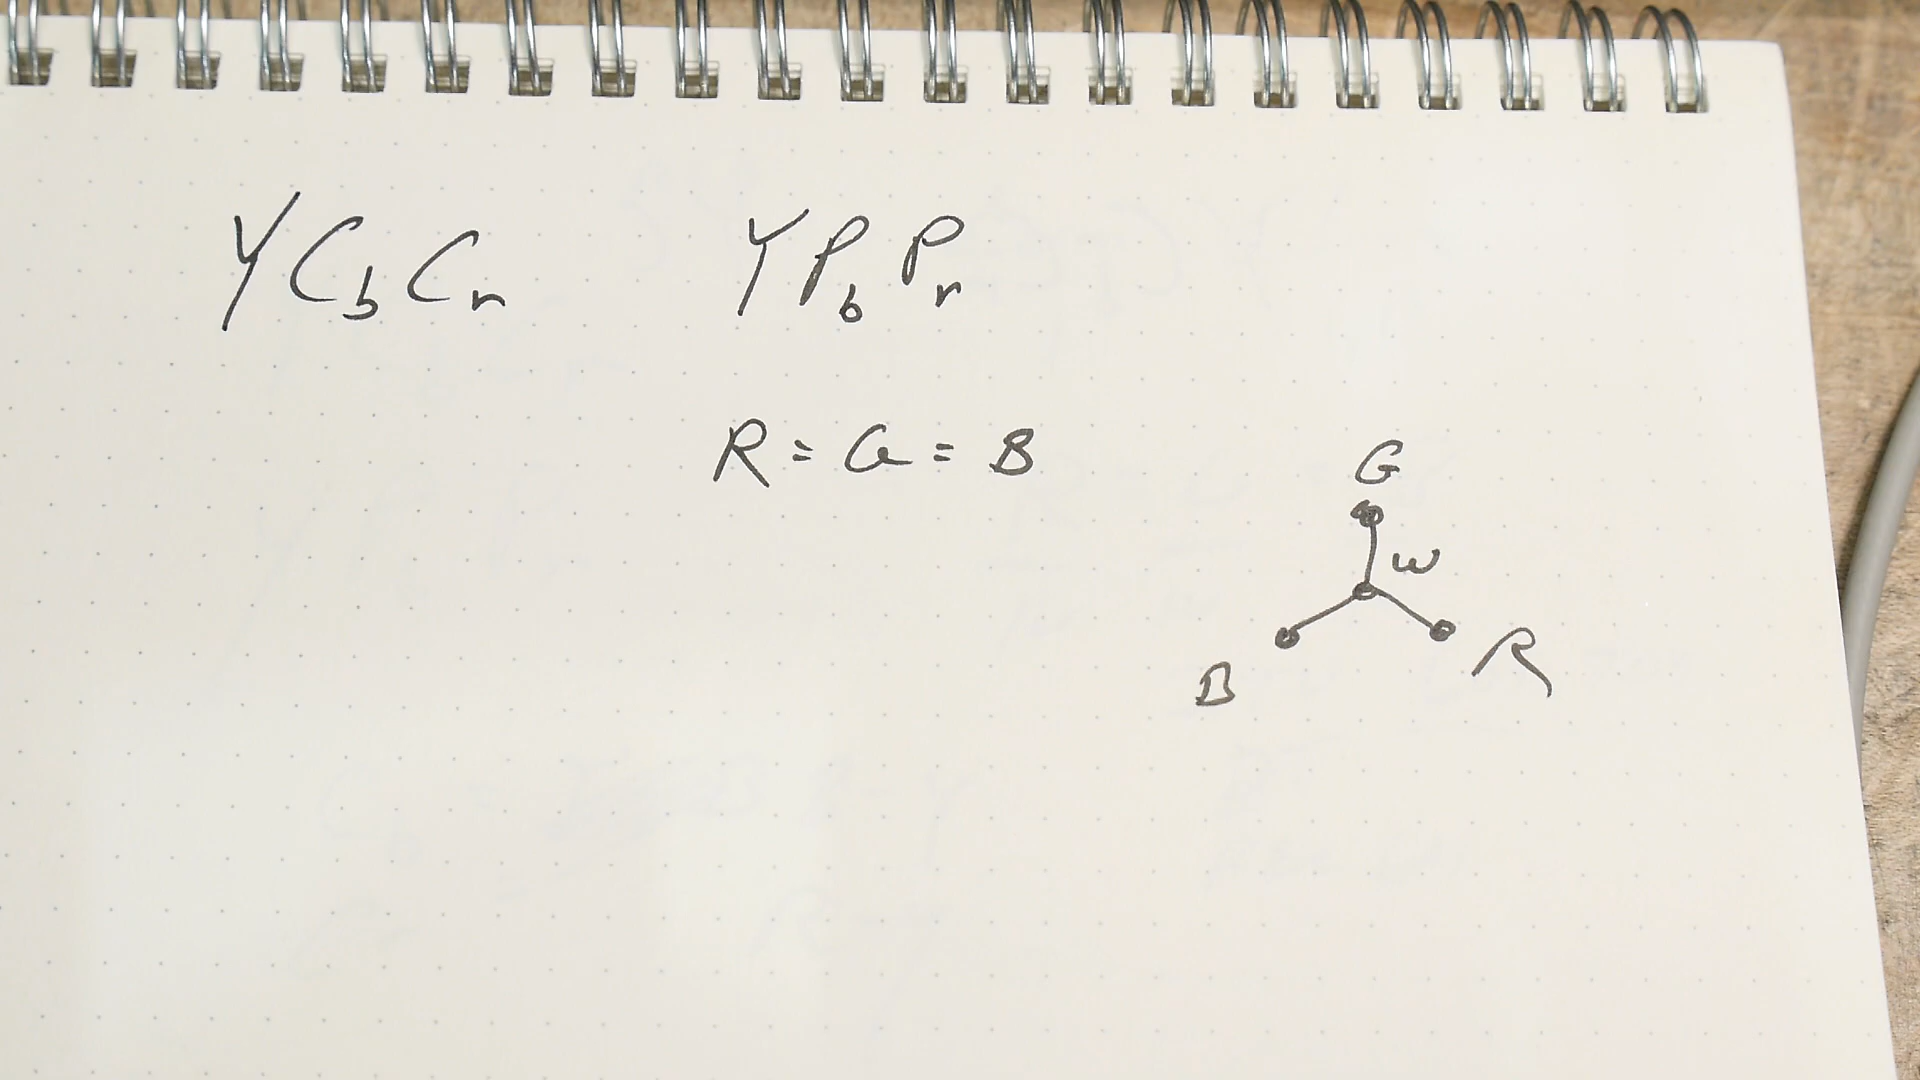 YCbCr YPbPr
R = G = B
G
W
B R